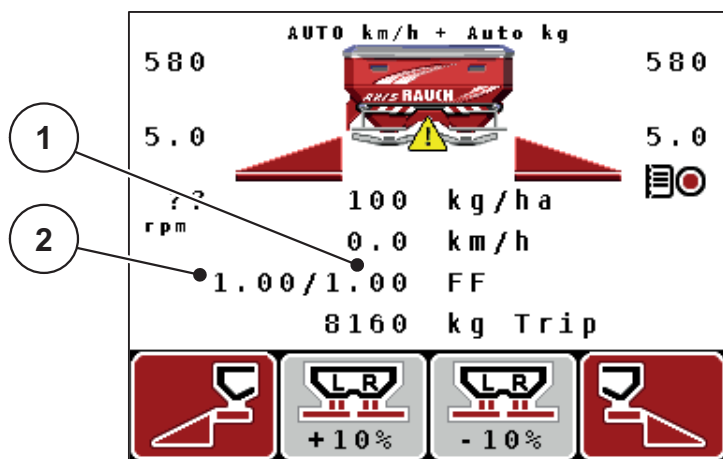 AUTO km/h + Auto kg
580
580
AXIS RAUCH
5.0
5.0
1
??
100 kg/ha
rpm
0.0 km/h
2
1.00/1.00 FF
8160 kg Trip
L R
+10%
L R
-10%